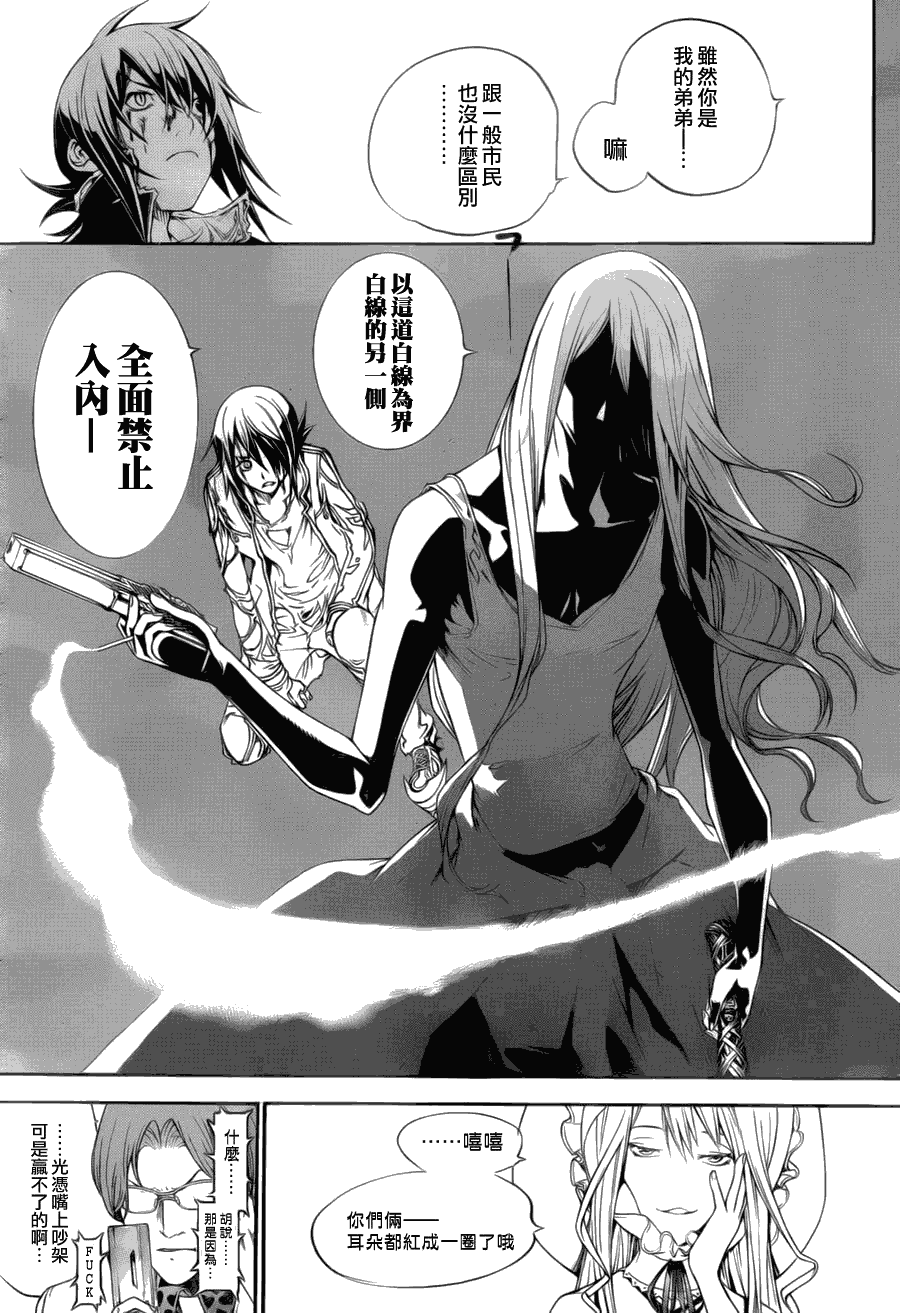 雖然你是
我的弟弟——……
嘛
跟一般市民
也沒什麼區別
………
以這道白線為界
白線的另一側
全面禁止
入內—
……嘻嘻
你們倆——
耳朵都紅成一圈了哦
什麼……
胡說……
那是因為…
FUCK
……光憑嘴上吵架
可是贏不了的啊…